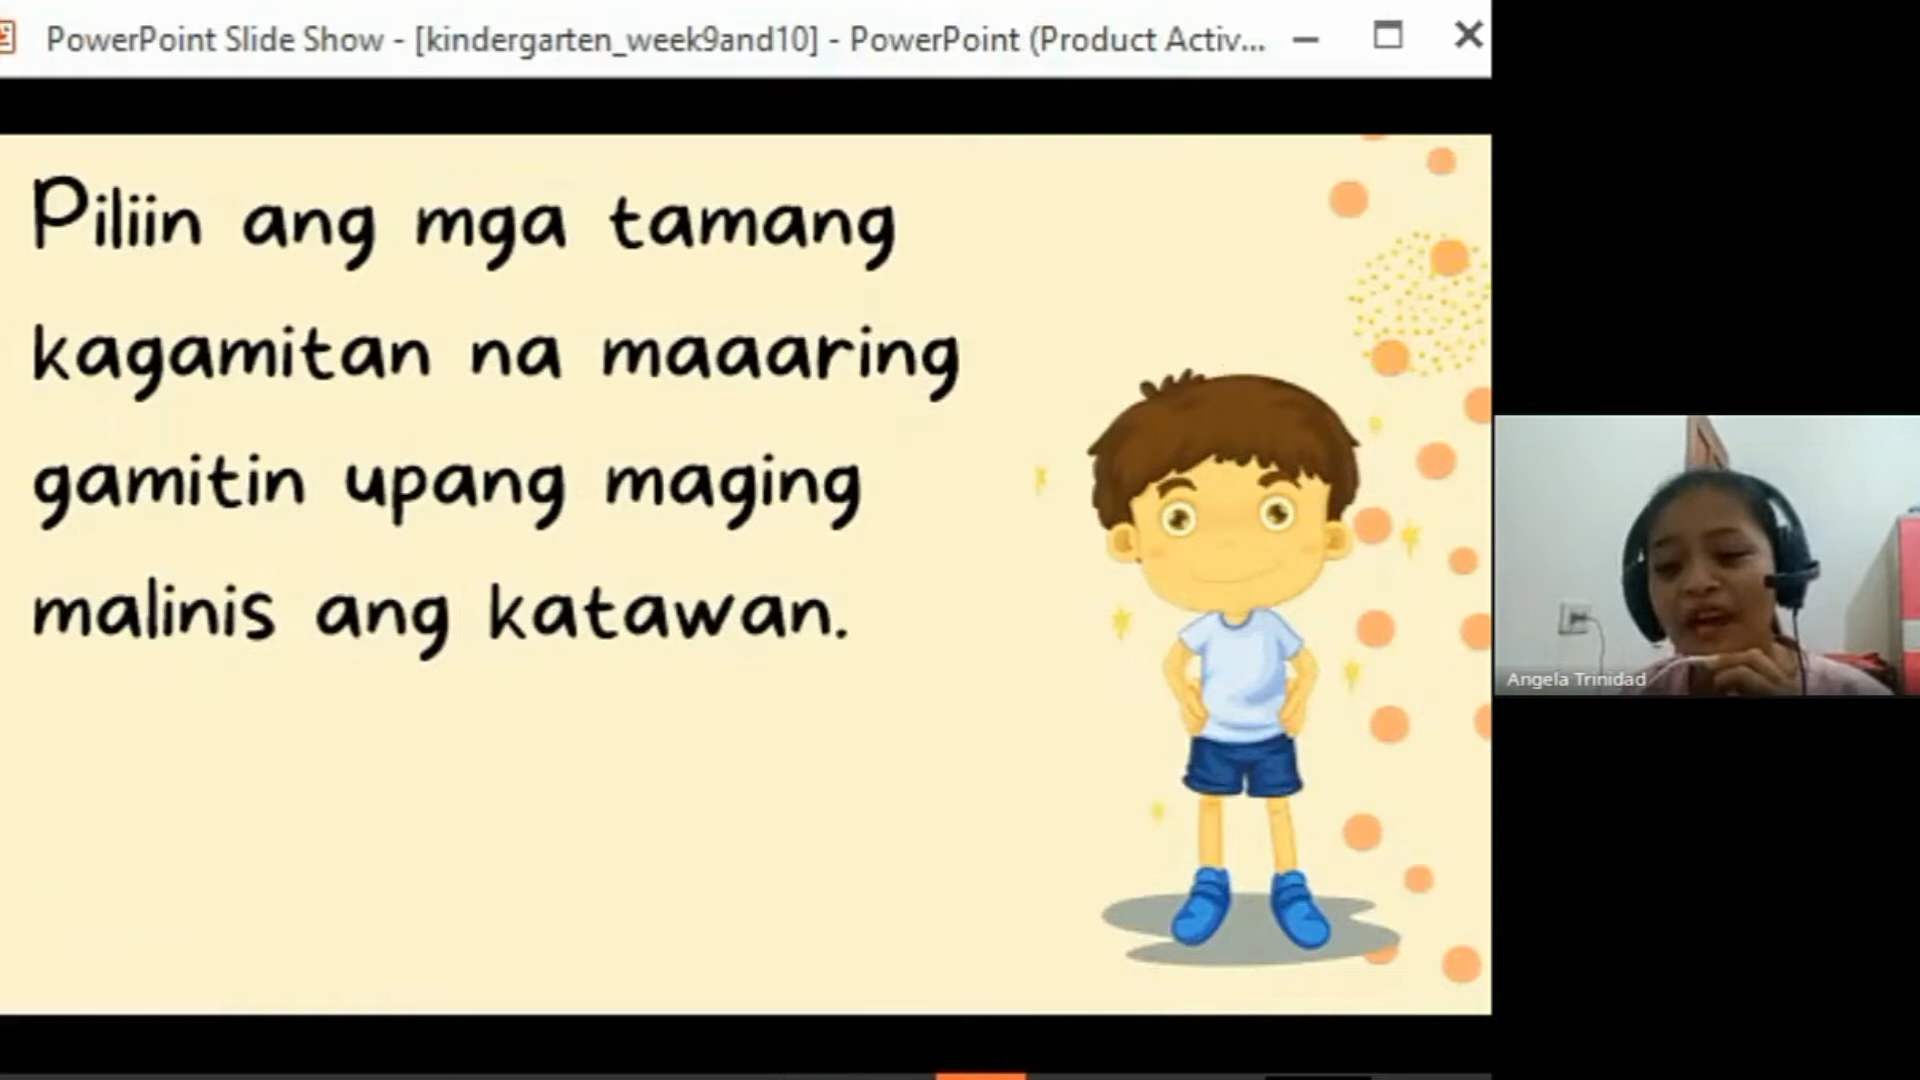 PowerPoint Slide Show - [kindergarten_week9and10] - PowerPoint (Product Activ...
Piliin ang mga tamang
kagamitan na maaaring
gamitin upang maging
malinis ang katawan.
Angela Trinidad